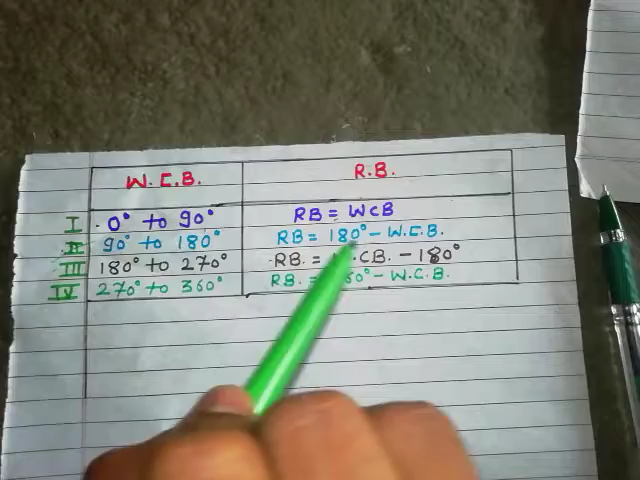 W.C.B. R.B.
I 0° to 90° RB = WCB
II 90° to 180° RB = 180° - W.C.B.
III 180° to 270° RB. = CB. - 180°
IV 270° to 360° RB. = - W.C.B.